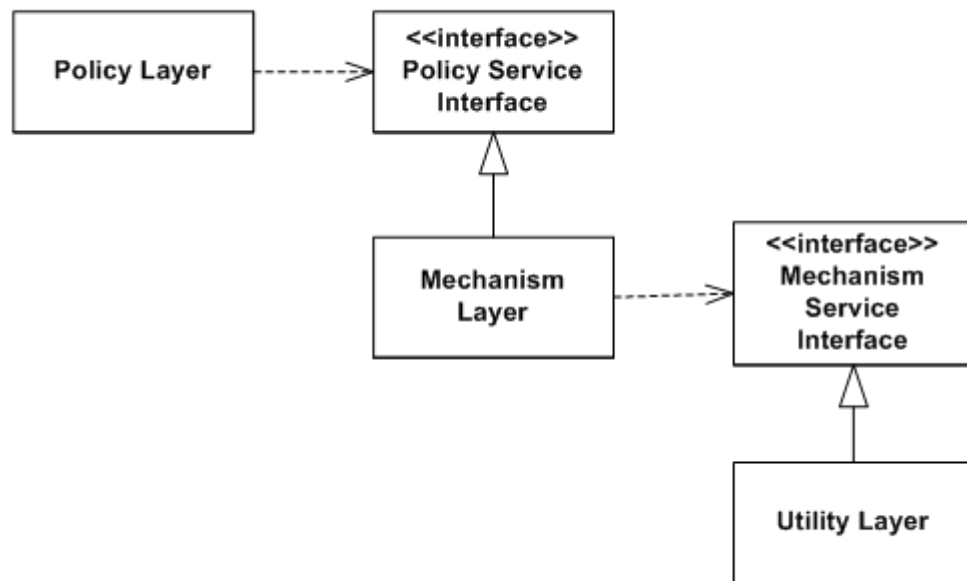 Policy Layer
<<interface>>
Policy Service
Interface
Mechanism
Layer
<<interface>>
Mechanism
Service
Interface
Utility Layer